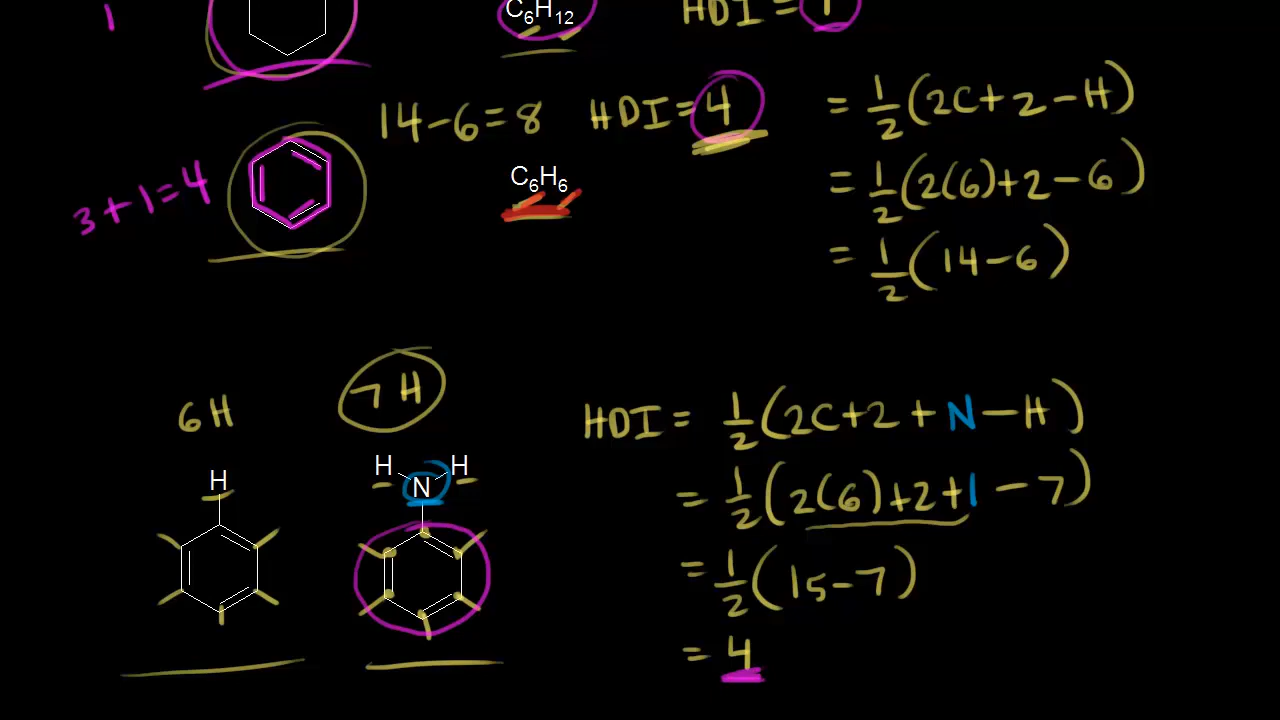 1
C6H12 HDI = 1
14 - 6 = 8 HDI = 4 = 1/2 (2C + 2 - H)
3 + 1 = 4
C6H6
= 1/2 (2(6) + 2 - 6)
= 1/2 (14 - 6)
6 H
7 H
HDI = 1/2 (2C + 2 + N - H)
H
H H
N
= 1/2 (2(6) + 2 + 1 - 7)
= 1/2 (15 - 7)
= 4